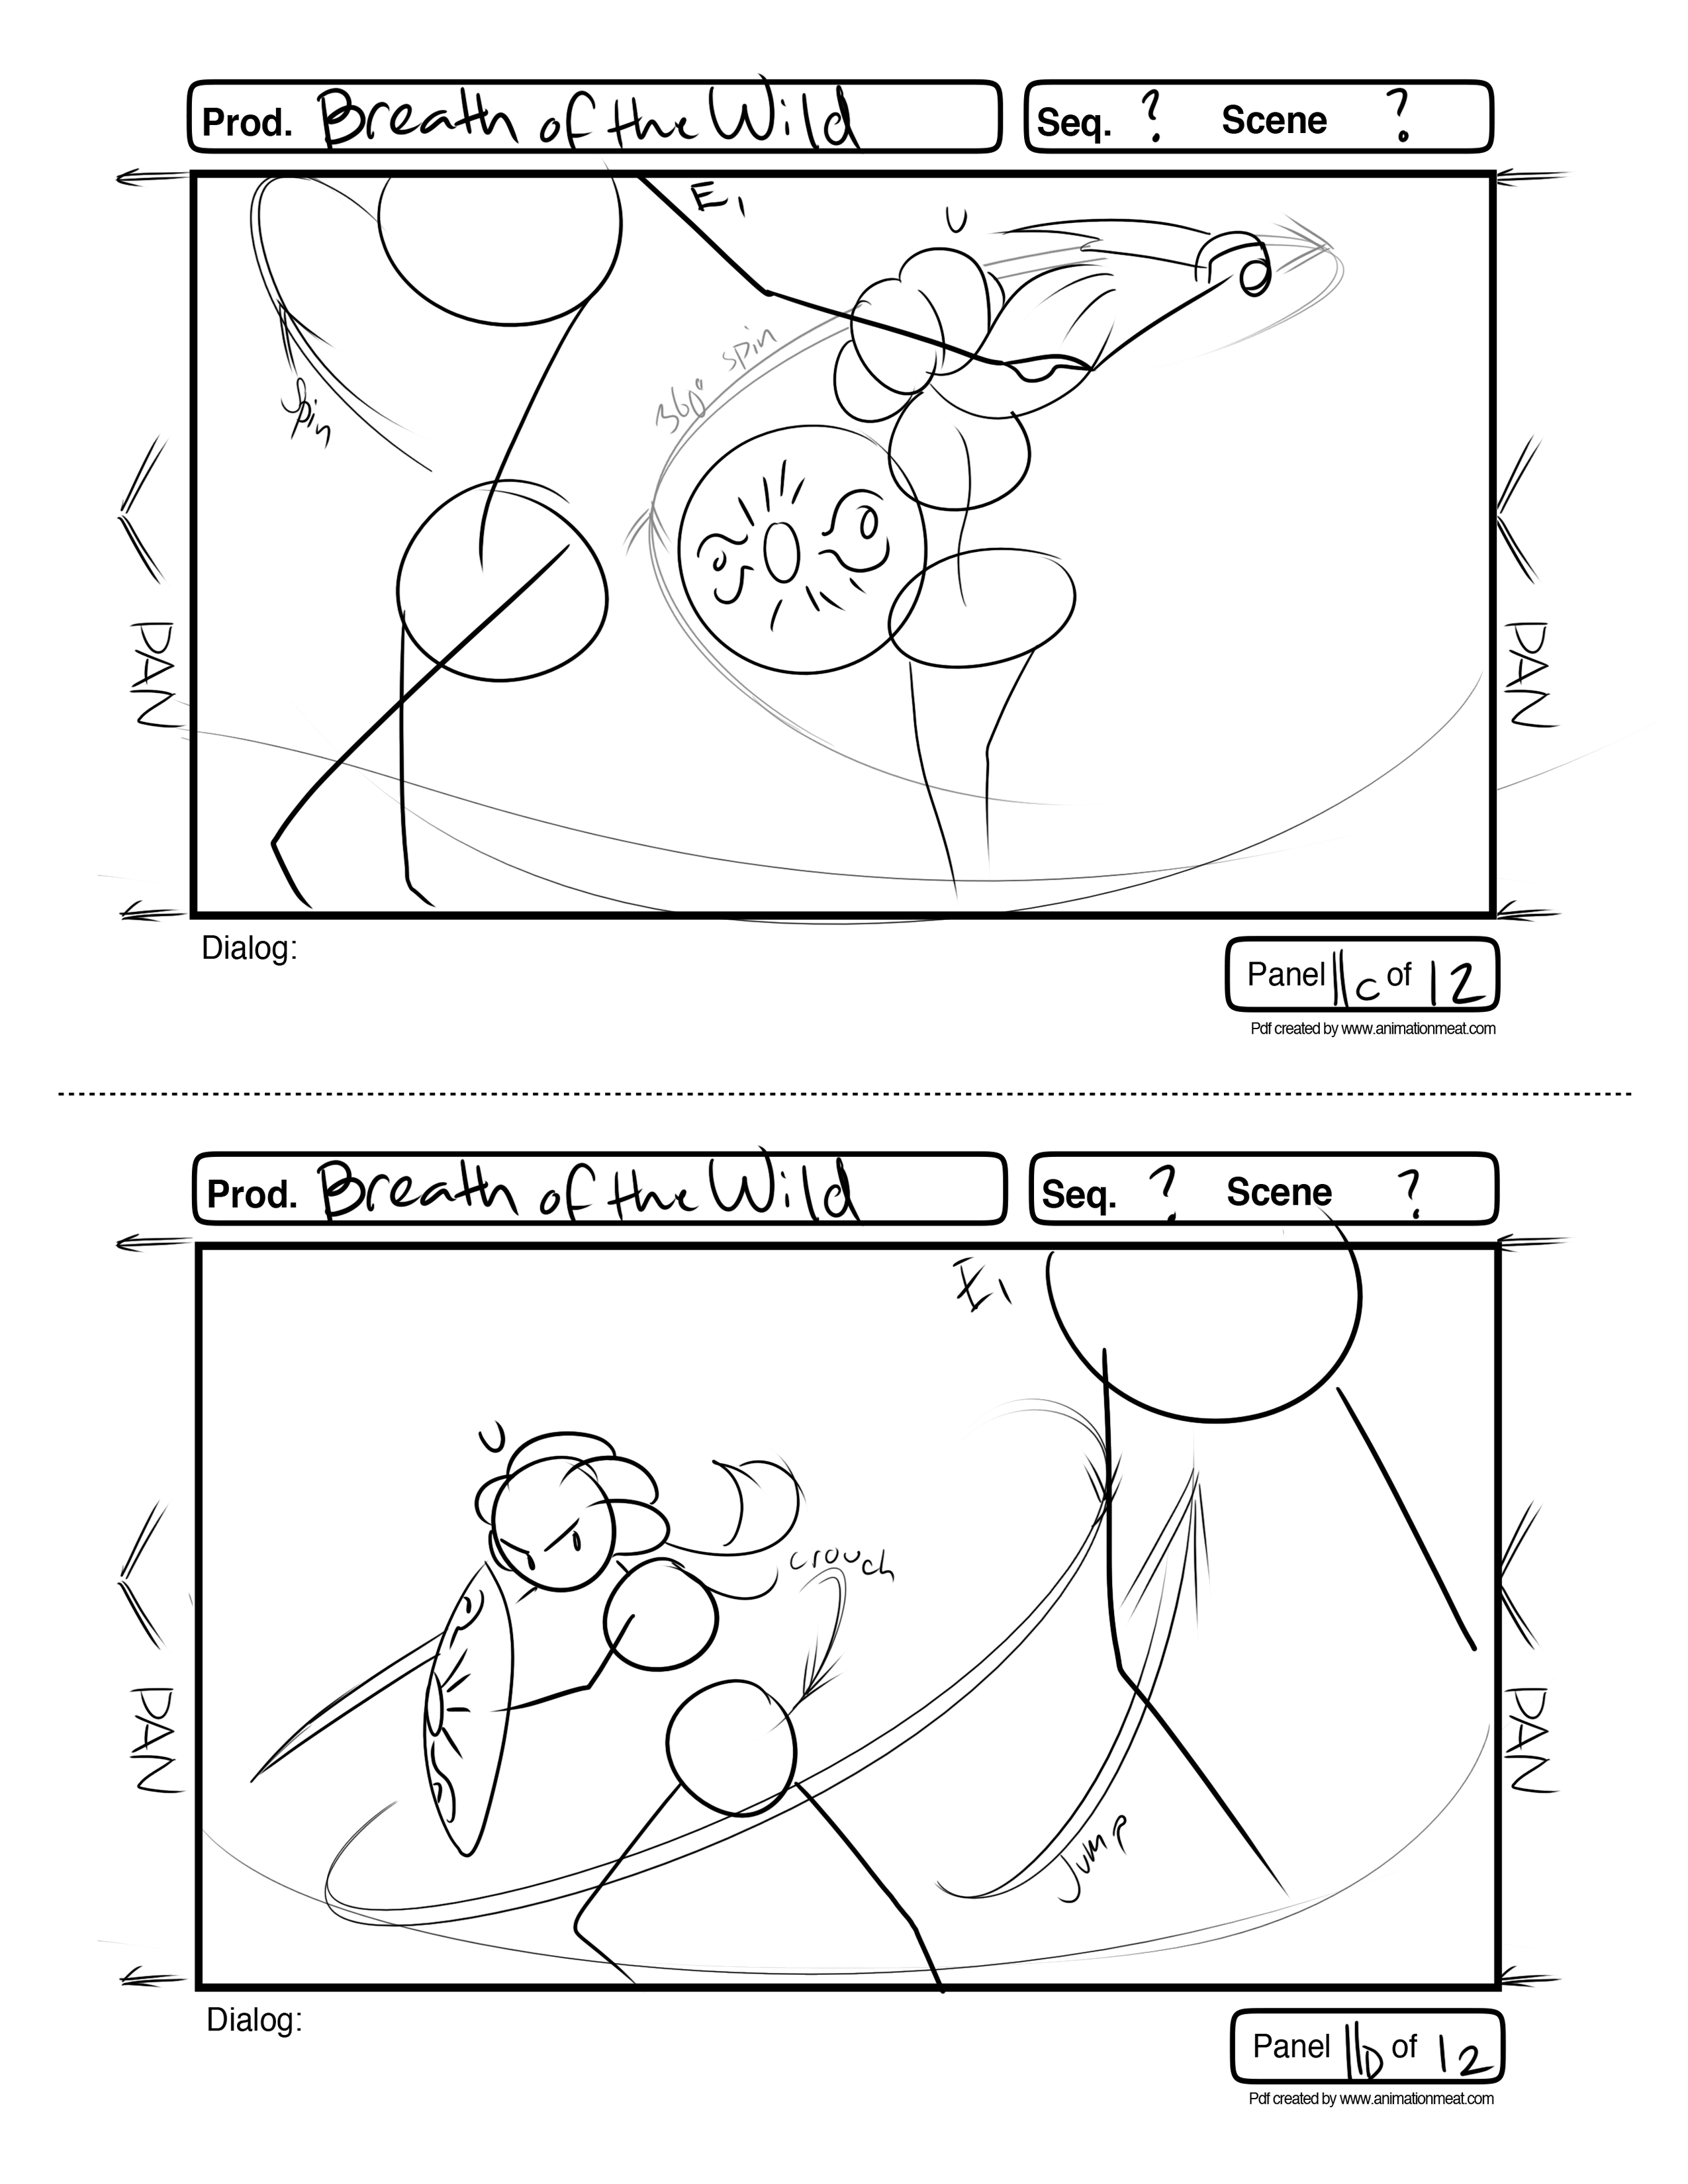 Prod. Breath of the Wild
Seq. ? Scene ?
E1
U
360° spin
Spin
PAN
PAN
Dialog:
Panel 11c of 12
Pdf created by www.animationmeat.com
Prod. Breath of the Wild
Seq. ? Scene ?
E1
U
crouch
PAN
PAN
Jump
Dialog:
Panel 11D of 12
Pdf created by www.animationmeat.com